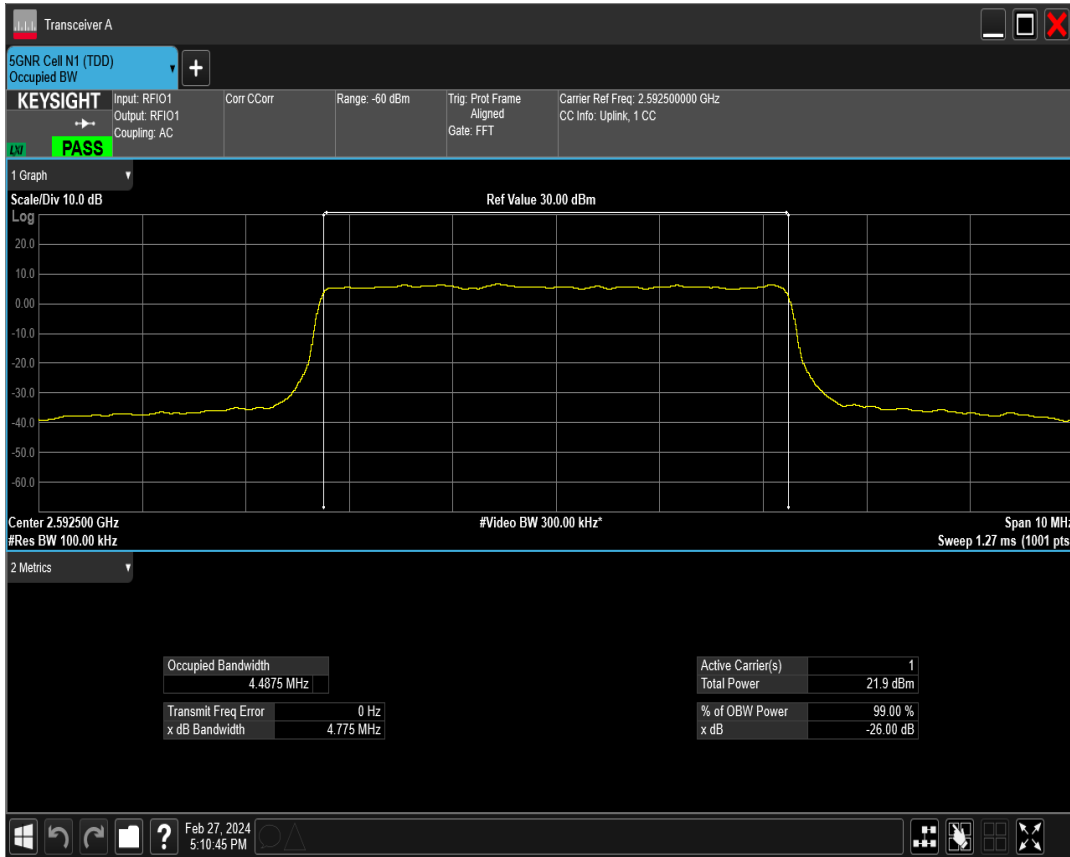 Transceiver A
5GNR Cell N1 (TDD)
Occupied BW
KEYSIGHT
LXI
PASS
Input: RFIO1
Output: RFIO1
Coupling: AC
Corr CCorr
Range: -60 dBm
Trig: Prot Frame
Aligned
Gate: FFT
Carrier Ref Freq: 2.592500000 GHz
CC Info: Uplink, 1 CC
1 Graph
Scale/Div 10.0 dB
Ref Value 30.00 dBm
Log
20.0
10.0
0.00
-10.0
-20.0
-30.0
-40.0
-50.0
-60.0
Center 2.592500 GHz
#Video BW 300.00 kHz*
Span 10 MHz
#Res BW 100.00 kHz
Sweep 1.27 ms (1001 pts
2 Metrics
Occupied Bandwidth
4.4875 MHz
Transmit Freq Error 0 Hz
x dB Bandwidth 4.775 MHz
Active Carrier(s) 1
Total Power 21.9 dBm
% of OBW Power 99.00 %
x dB -26.00 dB
?
Feb 27, 2024
5:10:45 PM